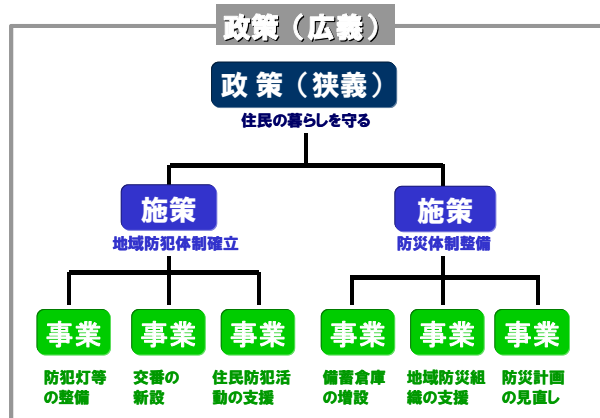 政策（広義）
政 策（狭義）
住民の暮らしを守る
施策
地域防犯体制確立
施策
防災体制整備
事業
防犯灯等
の整備
事業
交番の
新設
事業
住民防犯活
動の支援
事業
備蓄倉庫
の増設
事業
地域防災組
織の支援
事業
防災計画
の見直し